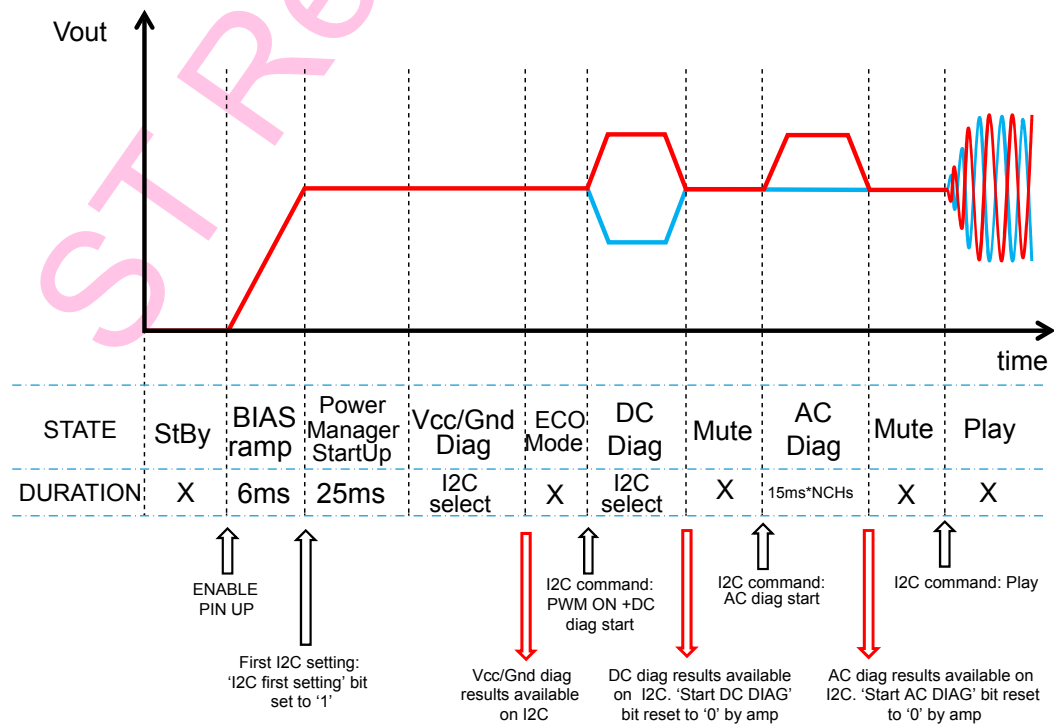 Vout
ST Re
time
STATE
StBy
BIAS
ramp
Power
Manager
StartUp
Vcc/Gnd
Diag
ECO
Mode
DC
Diag
Mute
AC
Diag
Mute
Play
DURATION
X
6ms
25ms
I2C
select
X
I2C
select
X
15ms*NCHs
X
X
ENABLE
PIN UP
First I2C setting:
‘I2C first setting’ bit
set to ‘1’
Vcc/Gnd diag
results available
on I2C
I2C command:
PWM ON +DC
diag start
DC diag results available
on I2C. ‘Start DC DIAG’
bit reset to ‘0’ by amp
I2C command:
AC diag start
AC diag results available on
I2C. ‘Start AC DIAG’ bit reset
to ‘0’ by amp
I2C command: Play